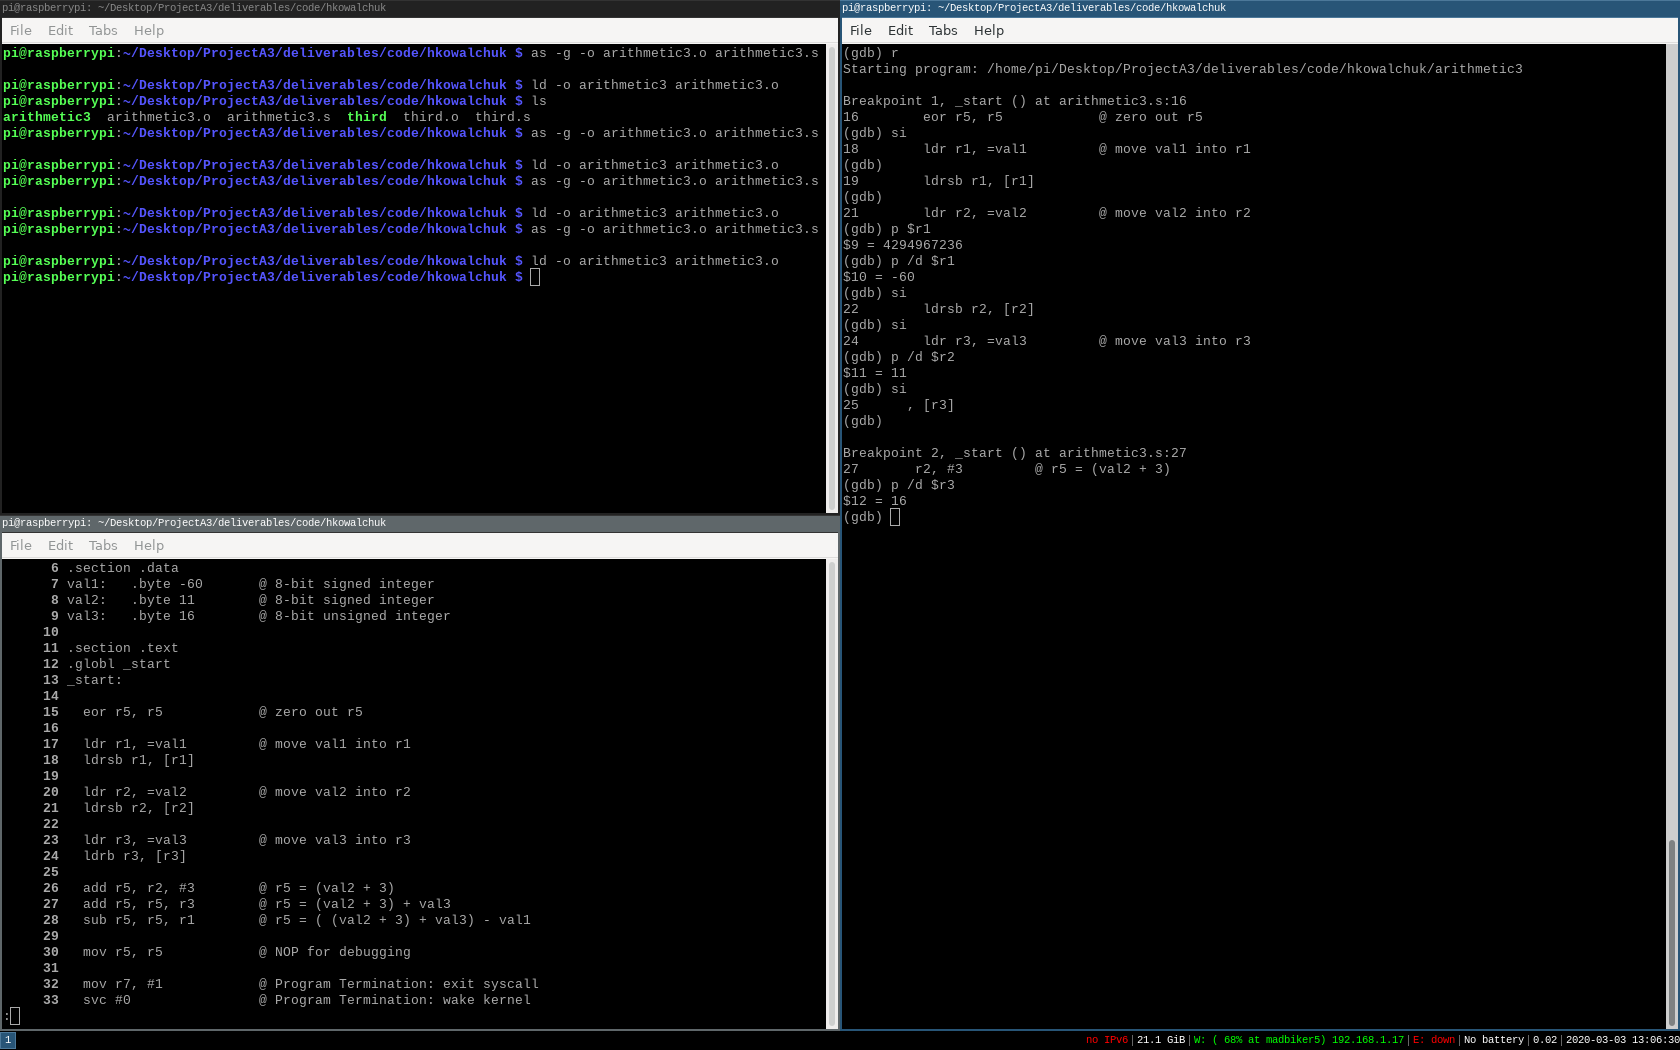 pi@raspberrypi: ~/Desktop/ProjectA3/deliverables/code/hkowalchuk
File Edit Tabs Help
pi@raspberrypi:~/Desktop/ProjectA3/deliverables/code/hkowalchuk $ as -g -o arithmetic3.o arithmetic3.s
pi@raspberrypi:~/Desktop/ProjectA3/deliverables/code/hkowalchuk $ ld -o arithmetic3 arithmetic3.o
pi@raspberrypi:~/Desktop/ProjectA3/deliverables/code/hkowalchuk $ ls
arithmetic3  arithmetic3.o  arithmetic3.s  third  third.o  third.s
pi@raspberrypi:~/Desktop/ProjectA3/deliverables/code/hkowalchuk $ as -g -o arithmetic3.o arithmetic3.s
pi@raspberrypi:~/Desktop/ProjectA3/deliverables/code/hkowalchuk $ ld -o arithmetic3 arithmetic3.o
pi@raspberrypi:~/Desktop/ProjectA3/deliverables/code/hkowalchuk $ as -g -o arithmetic3.o arithmetic3.s
pi@raspberrypi:~/Desktop/ProjectA3/deliverables/code/hkowalchuk $ ld -o arithmetic3 arithmetic3.o
pi@raspberrypi:~/Desktop/ProjectA3/deliverables/code/hkowalchuk $ as -g -o arithmetic3.o arithmetic3.s
pi@raspberrypi:~/Desktop/ProjectA3/deliverables/code/hkowalchuk $ ld -o arithmetic3 arithmetic3.o
pi@raspberrypi:~/Desktop/ProjectA3/deliverables/code/hkowalchuk $
pi@raspberrypi: ~/Desktop/ProjectA3/deliverables/code/hkowalchuk
File Edit Tabs Help
6 .section .data
7 val1:   .byte -60       @ 8-bit signed integer
8 val2:   .byte 11        @ 8-bit signed integer
9 val3:   .byte 16        @ 8-bit unsigned integer
10
11 .section .text
12 .globl _start
13 _start:
14
15   eor r5, r5            @ zero out r5
16
17   ldr r1, =val1         @ move val1 into r1
18   ldrsb r1, [r1]
19
20   ldr r2, =val2         @ move val2 into r2
21   ldrsb r2, [r2]
22
23   ldr r3, =val3         @ move val3 into r3
24   ldrb r3, [r3]
25
26   add r5, r2, #3        @ r5 = (val2 + 3)
27   add r5, r5, r3        @ r5 = (val2 + 3) + val3
28   sub r5, r5, r1        @ r5 = ( (val2 + 3) + val3) - val1
29
30   mov r5, r5            @ NOP for debugging
31
32   mov r7, #1            @ Program Termination: exit syscall
33   svc #0                @ Program Termination: wake kernel
:
pi@raspberrypi: ~/Desktop/ProjectA3/deliverables/code/hkowalchuk
File Edit Tabs Help
(gdb) r
Starting program: /home/pi/Desktop/ProjectA3/deliverables/code/hkowalchuk/arithmetic3
Breakpoint 1, _start () at arithmetic3.s:16
16        eor r5, r5            @ zero out r5
(gdb) si
18        ldr r1, =val1         @ move val1 into r1
(gdb)
19        ldrsb r1, [r1]
(gdb)
21        ldr r2, =val2         @ move val2 into r2
(gdb) p $r1
$9 = 4294967236
(gdb) p /d $r1
$10 = -60
(gdb) si
22        ldrsb r2, [r2]
(gdb) si
24        ldr r3, =val3         @ move val3 into r3
(gdb) p /d $r2
$11 = 11
(gdb) si
25      , [r3]
(gdb)
Breakpoint 2, _start () at arithmetic3.s:27
27       r2, #3         @ r5 = (val2 + 3)
(gdb) p /d $r3
$12 = 16
(gdb)
1
no IPv6|21.1 GiB|W: ( 68% at madbiker5) 192.168.1.17|E: down|No battery|0.02|2020-03-03 13:06:30